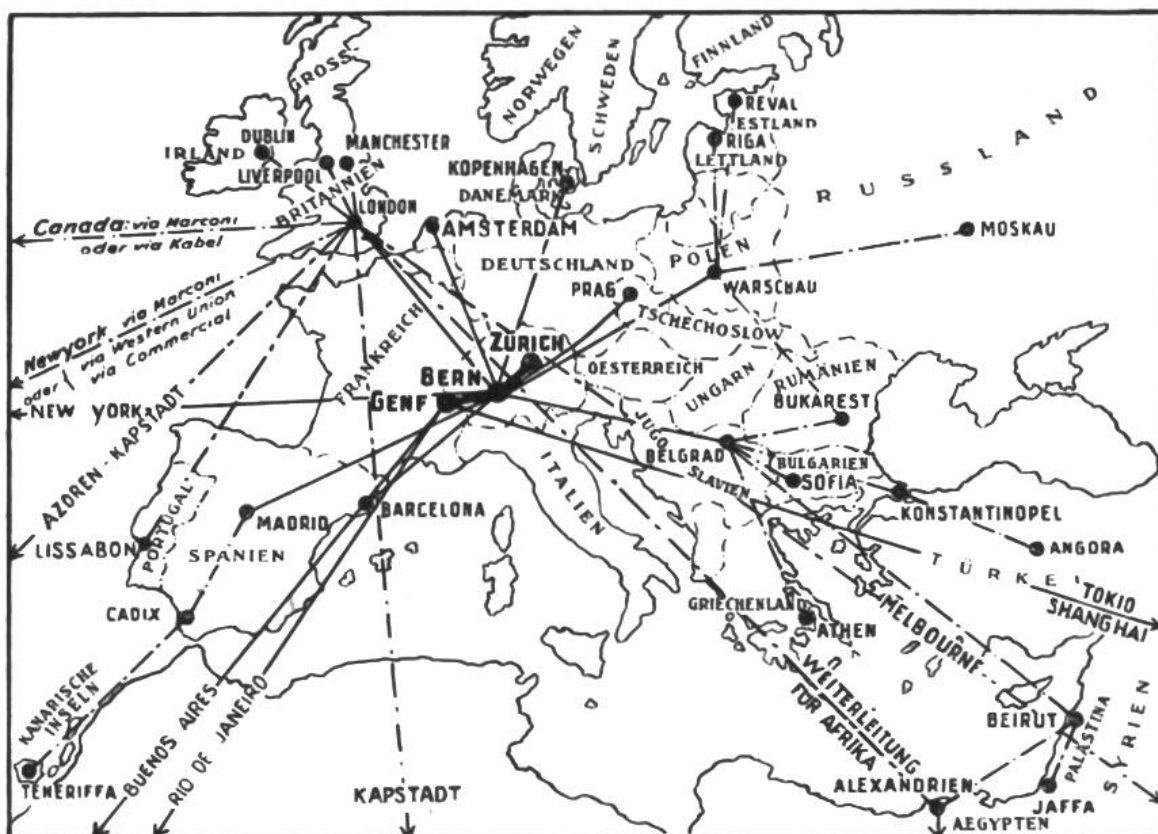 NORWEGEN
SCHWEDEN
FINNLAND
GROSS-
BRITANNIEN
REVAL
ESTLAND
RIGA
LETTLAND
RUSSLAND
DUBLIN
IRLAND
MANCHESTER
LIVERPOOL
KOPENHAGEN
DÄNEMARK
LONDON
AMSTERDAM
MOSKAU
Canada via Marconi
oder via Kabel
DEUTSCHLAND
POLEN
WARSCHAU
PRAG
TSCHECHOSLOW
Newyork via Marconi
oder via Western Union
via Commercial
FRANKREICH
ZÜRICH
BERN
GENF
OESTERREICH
UNGARN
RUMÄNIEN
BUKAREST
NEW YORK
AZOREN-KAPSTADT
JUGO
SLAVIEN
BELGRAD
BULGARIEN
SOFIA
ITALIEN
KONSTANTINOPEL
MADRID
BARCELONA
PORTUGAL
LISSABON
SPANIEN
ANGORA
TÜRKEI
TOKIO
SHANGHAI
CADIX
GRIECHENLAND
ATHEN
MELBOURNE
KANARISCHE
INSELN
TENERIFFA
BUENOS AIRES
RIO DE JANEIRO
KAPSTADT
WEITERLEITUNG
FÜR AFRIKA
BEIRUT
PALÄSTINA
SYRIEN
ALEXANDRIEN
JAFFA
AEGYPTEN